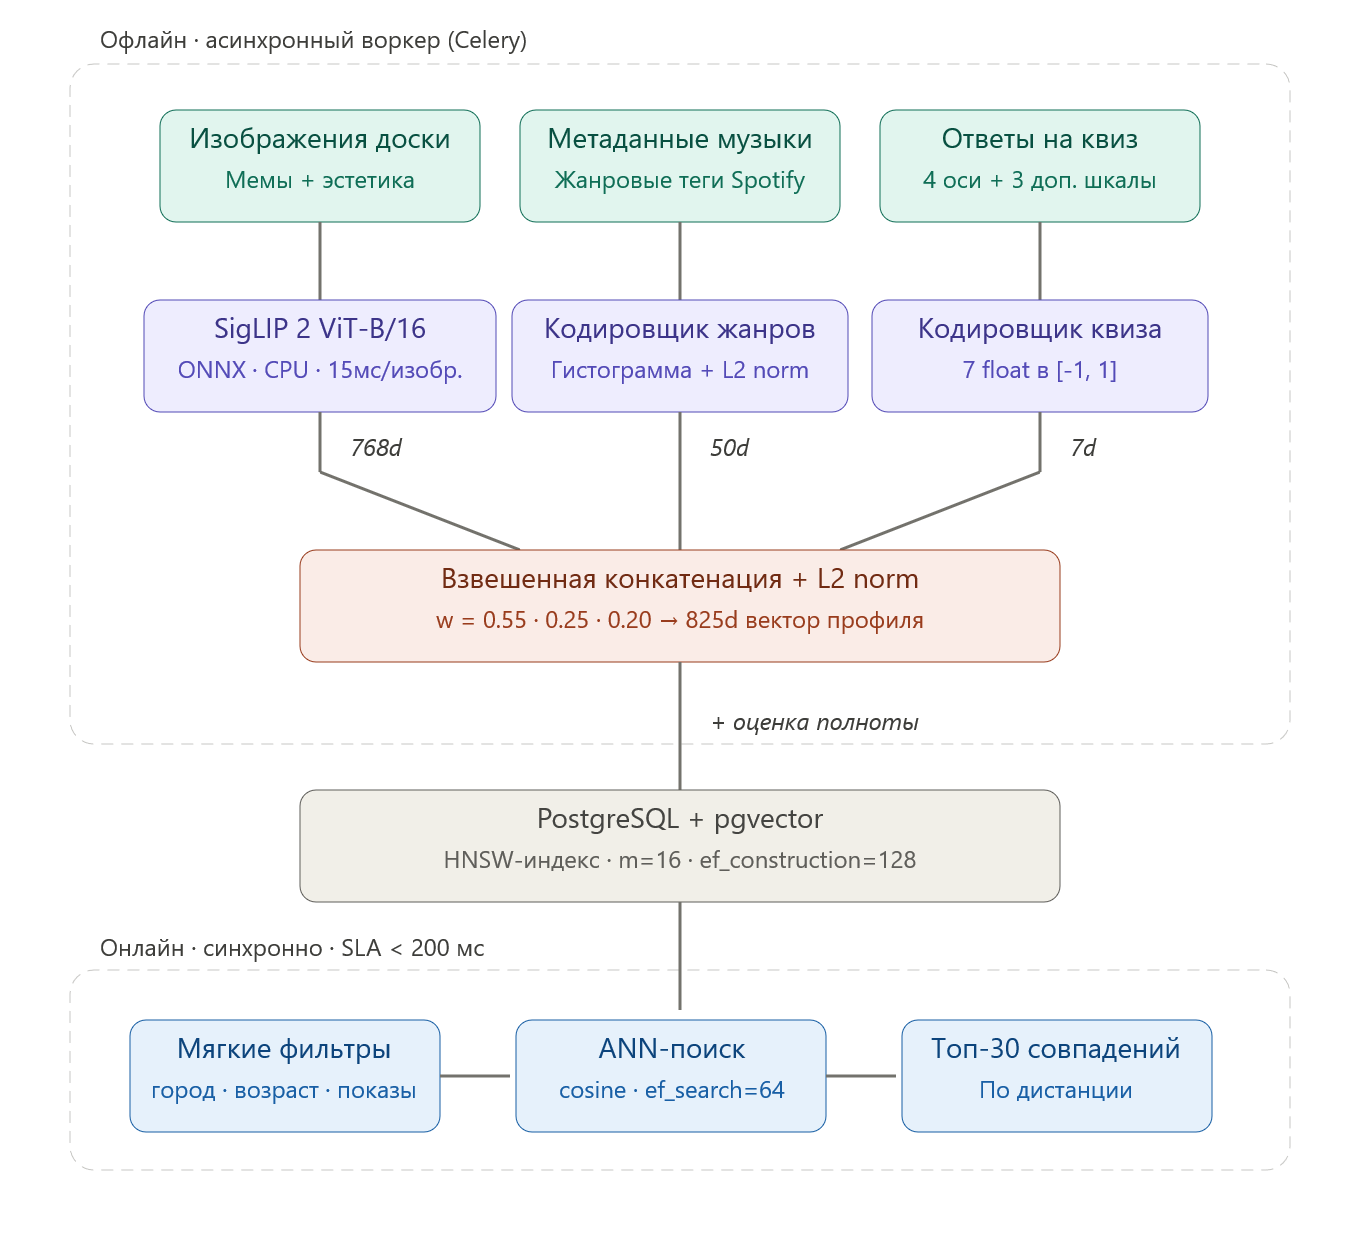 Офлайн · асинхронный воркер (Celery)
Изображения доски
Мемы + эстетика
Метаданные музыки
Жанровые теги Spotify
Ответы на квиз
4 оси + 3 доп. шкалы
SigLIP 2 ViT-B/16
ONNX · CPU · 15мс/изобр.
Кодировщик жанров
Гистограмма + L2 norm
Кодировщик квиза
7 float в [-1, 1]
768d
50d
7d
Взвешенная конкатенация + L2 norm
w = 0.55 · 0.25 · 0.20 → 825d вектор профиля
+ оценка полноты
PostgreSQL + pgvector
HNSW-индекс · m=16 · ef_construction=128
Онлайн · синхронно · SLA < 200 мс
Мягкие фильтры
город · возраст · показы
ANN-поиск
cosine · ef_search=64
Топ-30 совпадений
По дистанции